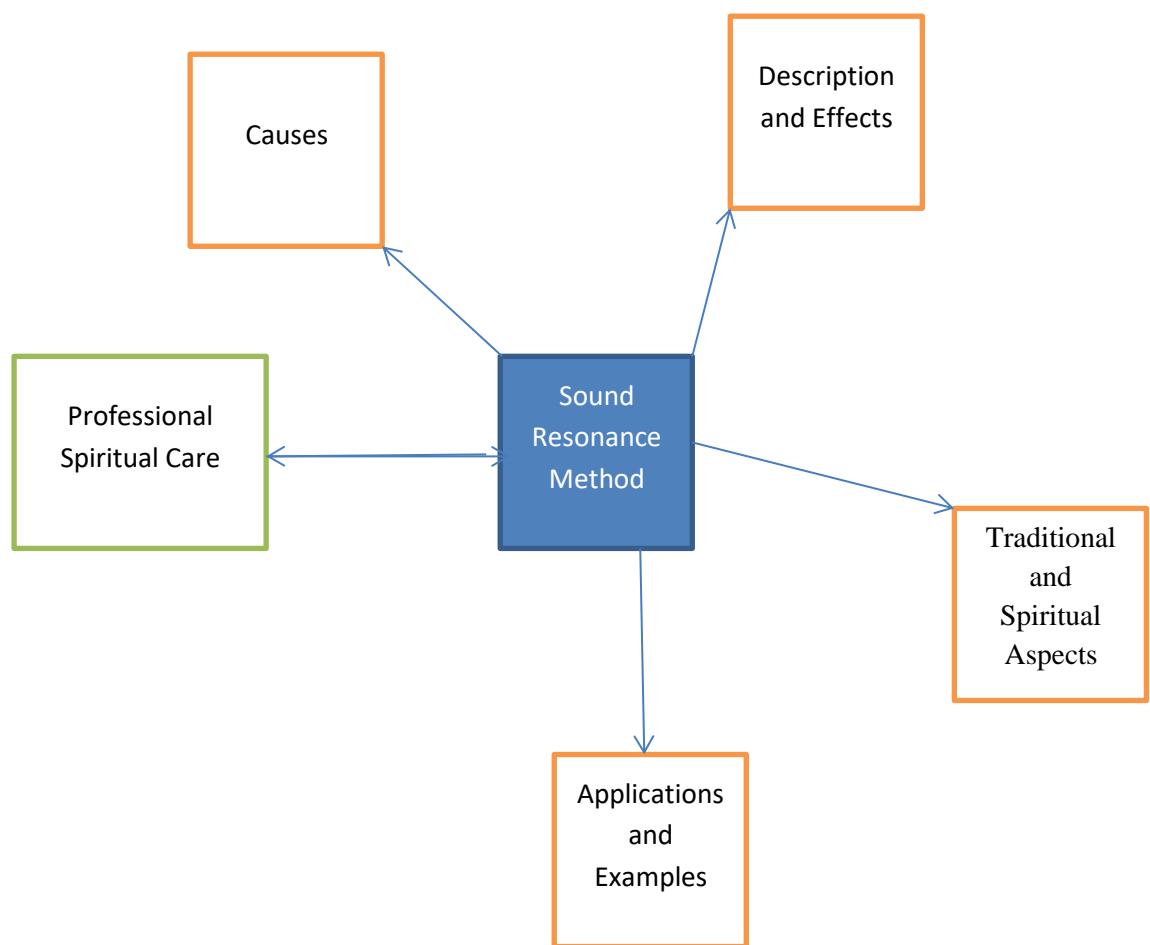 Description
and Effects
Causes
Professional
Spiritual Care
Sound
Resonance
Method
Traditional
and
Spiritual
Aspects
Applications
and
Examples